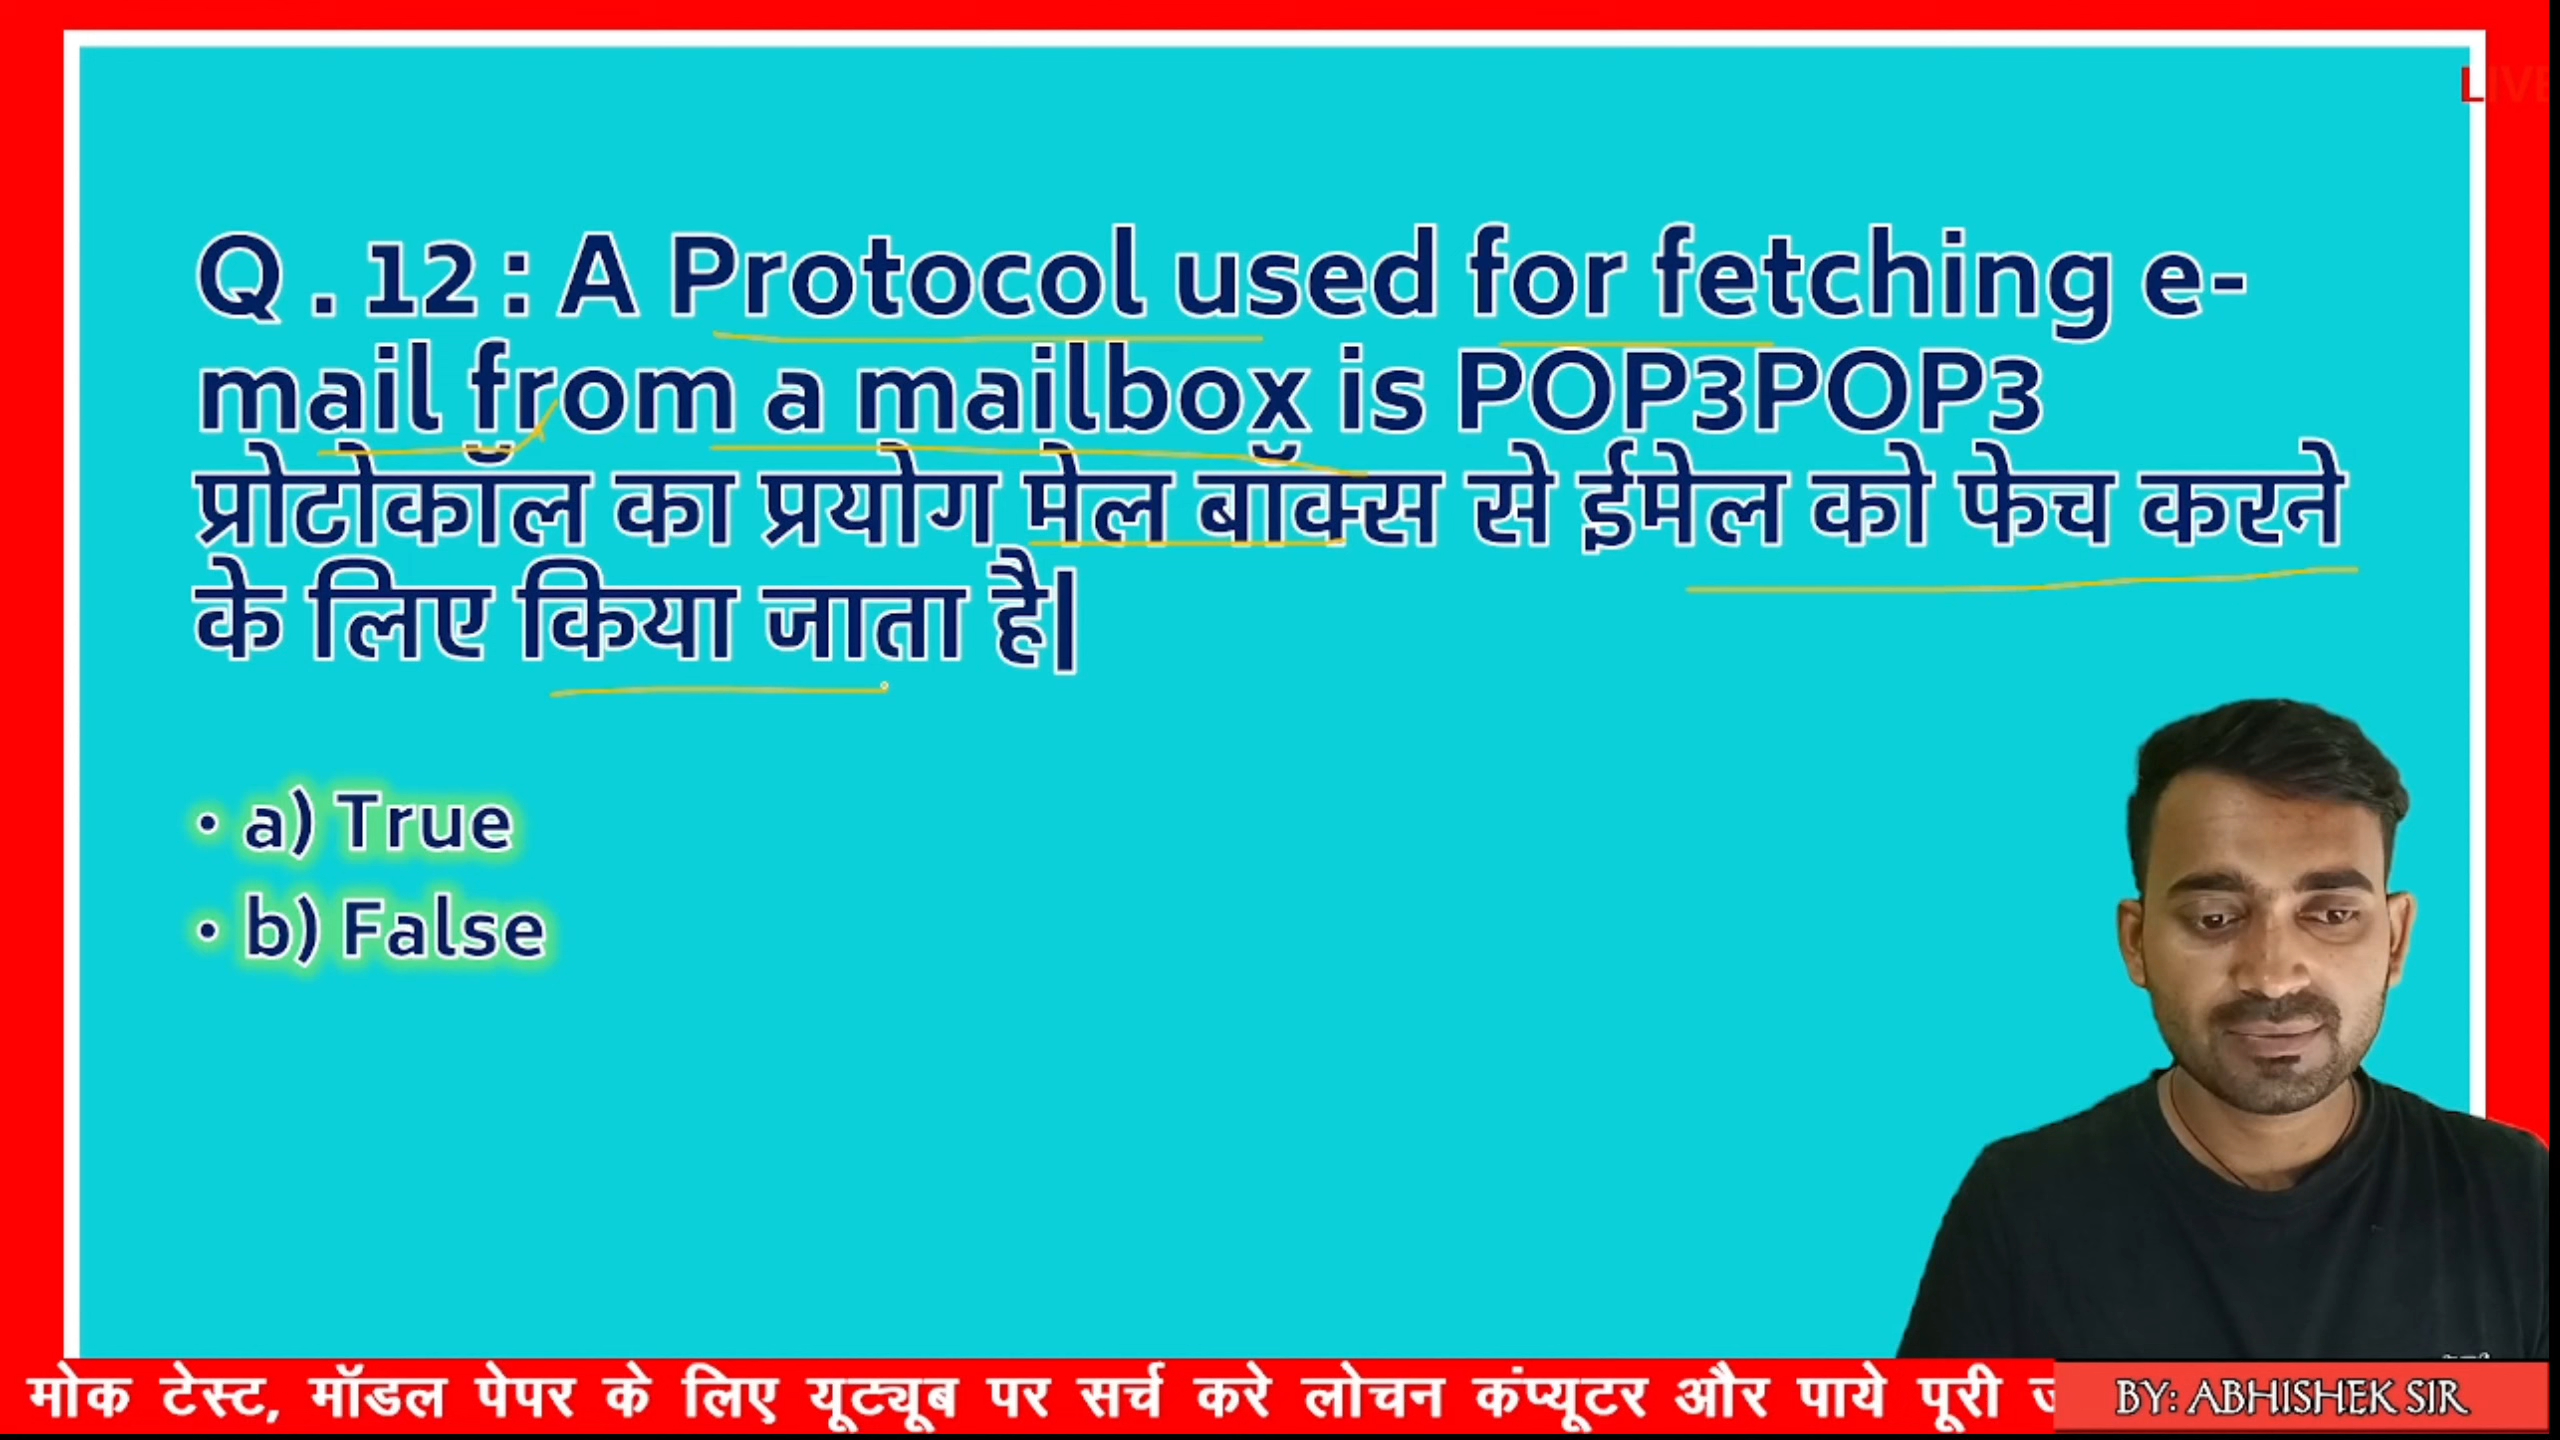 LIVE
Q . 12 : A Protocol used for fetching e-
mail from a mailbox is POP3POP3
प्रोटोकॉल का प्रयोग मेल बॉक्स से ईमेल को फेच करने
के लिए किया जाता है|
• a) True
• b) False
मोक टेस्ट, मॉडल पेपर के लिए यूट्यूब पर सर्च करे लोचन कंप्यूटर और पाये पूरी
BY: ABHISHEK SIR